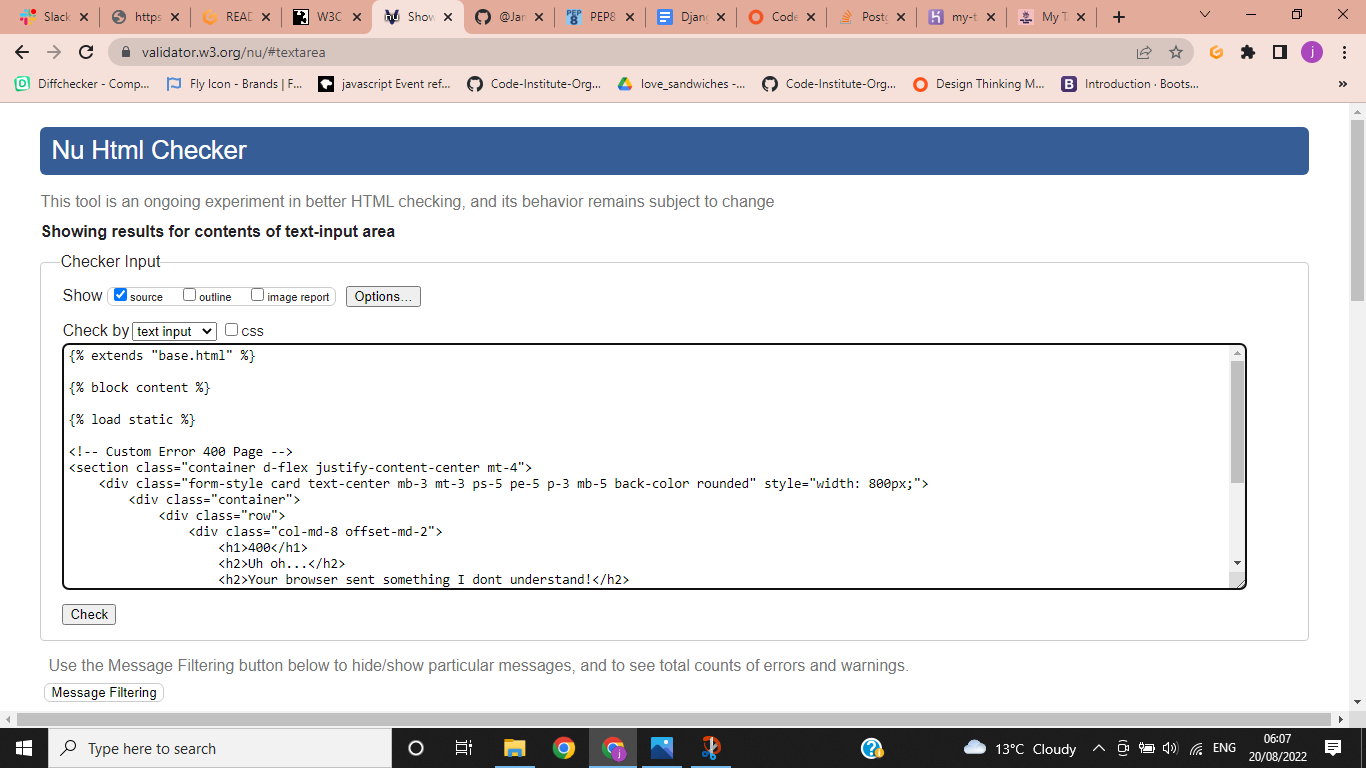 Slack
https
READ
W3C
Show
@Jar
PEP8
Djang
Code
Postg
my-t
My T
validator.w3.org/nu/#textarea
j
Diffchecker - Comp...
Fly Icon - Brands | F...
javascript Event ref...
Code-Institute-Org...
love_sandwiches -...
Code-Institute-Org...
Design Thinking M...
B Introduction · Boots...
»
Nu Html Checker
This tool is an ongoing experiment in better HTML checking, and its behavior remains subject to change
Showing results for contents of text-input area
Checker Input
Show source outline image report Options...
Check by text input css
{% extends "base.html" %}
{% block content %}
{% load static %}
<!-- Custom Error 400 Page -->
<section class="container d-flex justify-content-center mt-4">
<div class="form-style card text-center mb-3 mt-3 ps-5 pe-5 p-3 mb-5 back-color rounded" style="width: 800px;">
<div class="container">
<div class="row">
<div class="col-md-8 offset-md-2">
<h1>400</h1>
<h2>Uh oh...</h2>
<h2>Your browser sent something I dont understand!</h2>
Check
Use the Message Filtering button below to hide/show particular messages, and to see total counts of errors and warnings.
Message Filtering
Type here to search
13°C Cloudy
ENG
06:07
20/08/2022